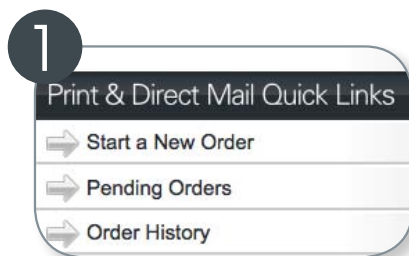 1
Print & Direct Mail Quick Links
Start a New Order
Pending Orders
Order History